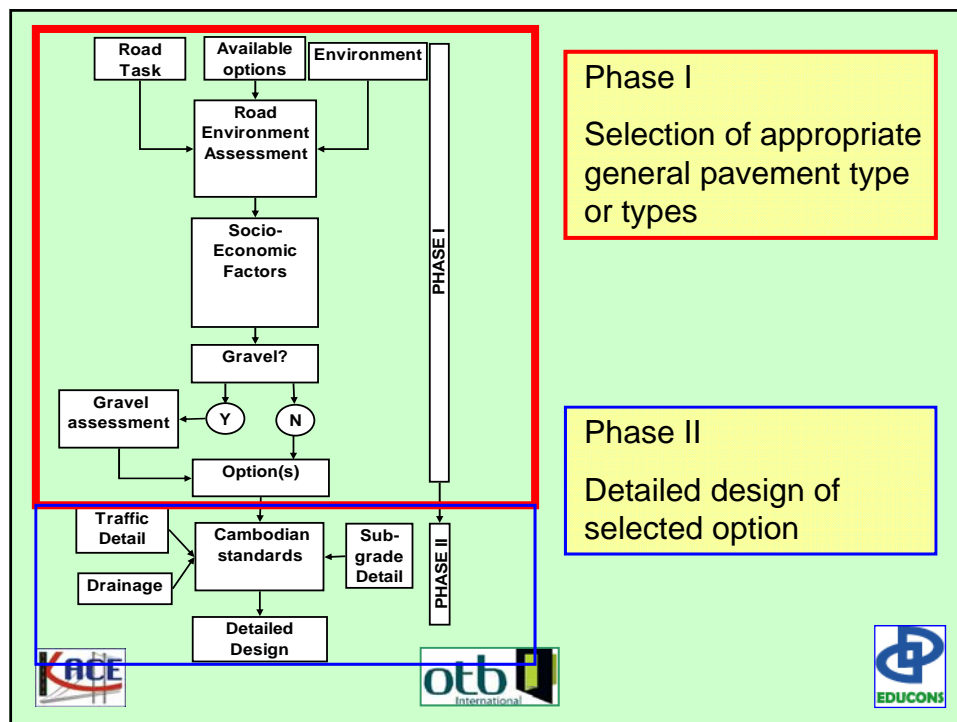 Road
Task
Available
options
Environment
Road
Environment
Assessment
Socio-
Economic
Factors
Gravel?
Gravel
assessment
Y
N
Option(s)
PHASE I
Traffic
Detail
Drainage
Cambodian
standards
Sub-
grade
Detail
PHASE II
Detailed
Design
Phase I
Selection of appropriate
general pavement type
or types
Phase II
Detailed design of
selected option
KACE
otb
International
EDUCONS